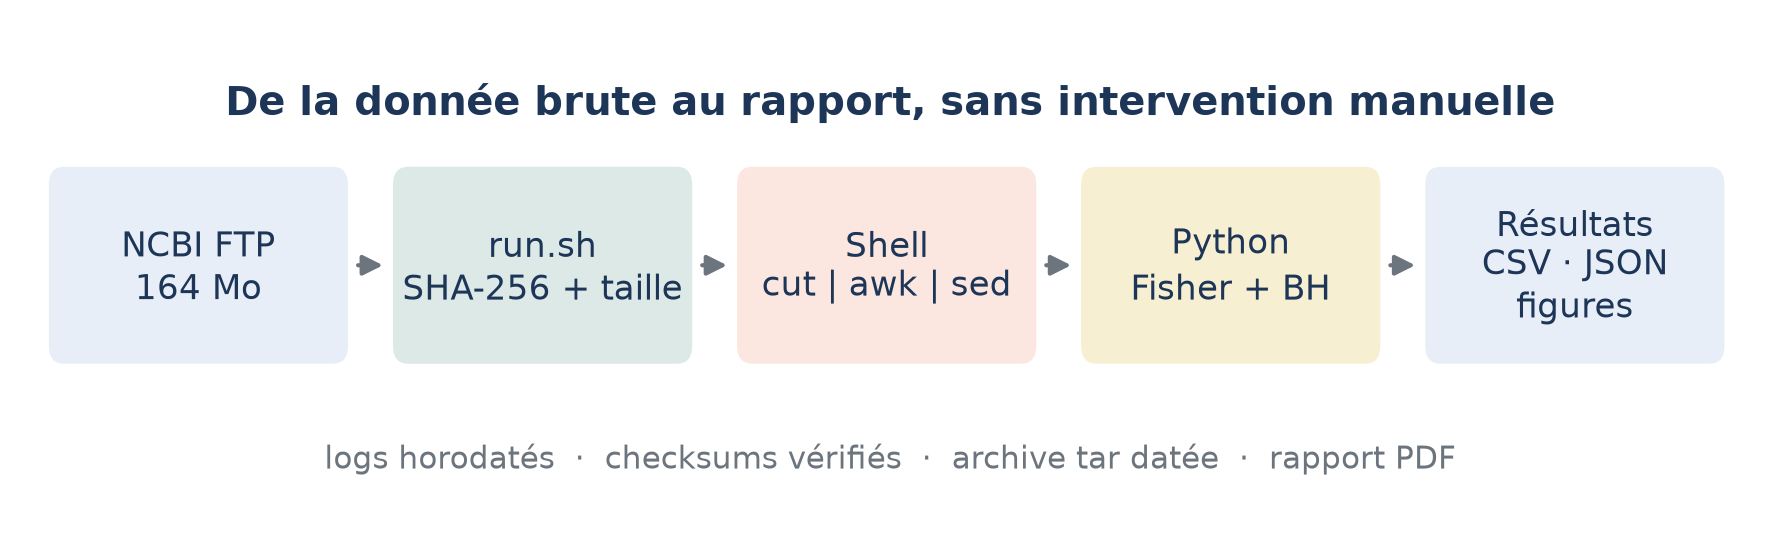 De la donnée brute au rapport, sans intervention manuelle
NCBI FTP
164 Mo
run.sh
SHA-256 + taille
Shell
cut | awk | sed
Python
Fisher + BH
Résultats
CSV · JSON
figures
logs horodatés · checksums vérifiés · archive tar datée · rapport PDF